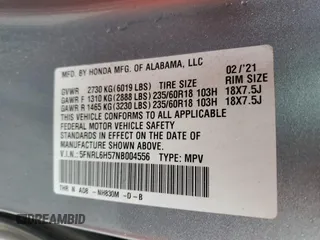 MFD. BY HONDA MFG. OF ALABAMA, LLC
02/'21
GVWR 2730 KG(6019 LBS) TIRE SIZE RIM SIZE
GAWR F 1310 KG(2888 LBS)235/60R18 103H 18X7.5J
GAWR R 1465 KG(3230 LBS)235/60R18 103H 18X7.5J
THIS VEHICLE CONFORMS TO ALL APPLICABLE
FEDERAL MOTOR VEHICLE SAFETY AND THEFT
PREVENTION STANDARDS IN EFFECT ON THE
DATE OF MANUFACTURE SHOWN ABOVE.
V.I.N.: 5FNRL6H57NB004556 TYPE: MPV
NH830M -D-B
DREAMBID